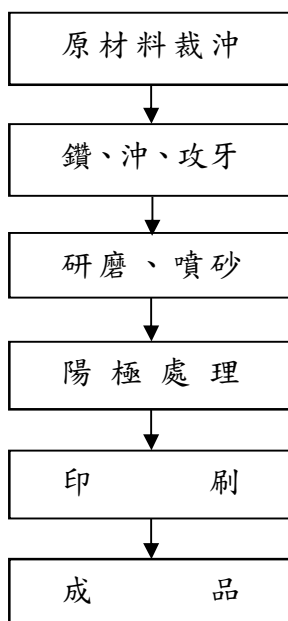 原材料裁沖
鑽、沖、攻牙
研磨、噴砂
陽極處理
印刷
成品